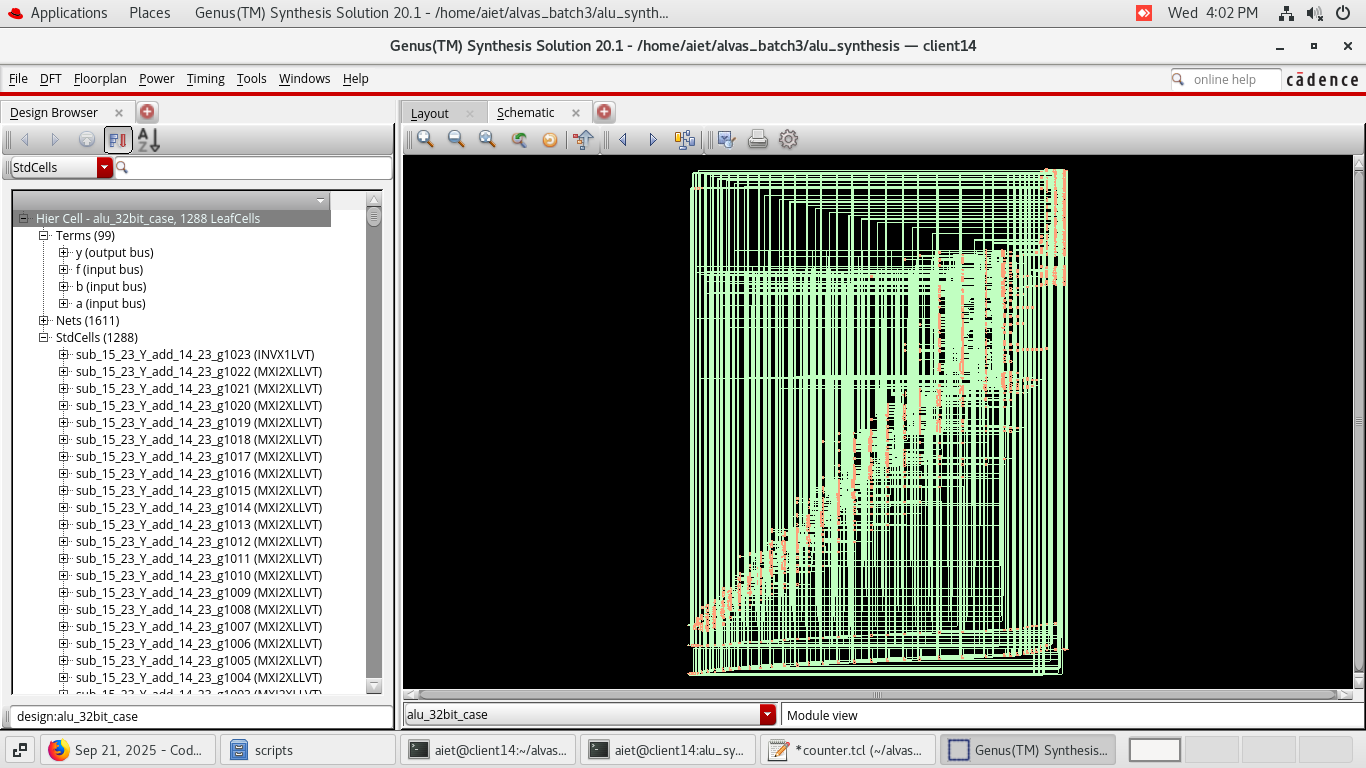 Applications Places Genus(TM) Synthesis Solution 20.1 - /home/aiet/alvas_batch3/alu_synth... Wed 4:02 PM
Genus(TM) Synthesis Solution 20.1 - /home/aiet/alvas_batch3/alu_synthesis — client14
File DFT Floorplan Power Timing Tools Windows Help online help cādence
Design Browser Layout Schematic
StdCells
Hier Cell - alu_32bit_case, 1288 LeafCells
Terms (99)
y (output bus)
f (input bus)
b (input bus)
a (input bus)
Nets (1611)
StdCells (1288)
sub_15_23_Y_add_14_23_g1023 (INVX1LVT)
sub_15_23_Y_add_14_23_g1022 (MXI2XLLVT)
sub_15_23_Y_add_14_23_g1021 (MXI2XLLVT)
sub_15_23_Y_add_14_23_g1020 (MXI2XLLVT)
sub_15_23_Y_add_14_23_g1019 (MXI2XLLVT)
sub_15_23_Y_add_14_23_g1018 (MXI2XLLVT)
sub_15_23_Y_add_14_23_g1017 (MXI2XLLVT)
sub_15_23_Y_add_14_23_g1016 (MXI2XLLVT)
sub_15_23_Y_add_14_23_g1015 (MXI2XLLVT)
sub_15_23_Y_add_14_23_g1014 (MXI2XLLVT)
sub_15_23_Y_add_14_23_g1013 (MXI2XLLVT)
sub_15_23_Y_add_14_23_g1012 (MXI2XLLVT)
sub_15_23_Y_add_14_23_g1011 (MXI2XLLVT)
sub_15_23_Y_add_14_23_g1010 (MXI2XLLVT)
sub_15_23_Y_add_14_23_g1009 (MXI2XLLVT)
sub_15_23_Y_add_14_23_g1008 (MXI2XLLVT)
sub_15_23_Y_add_14_23_g1007 (MXI2XLLVT)
sub_15_23_Y_add_14_23_g1006 (MXI2XLLVT)
sub_15_23_Y_add_14_23_g1005 (MXI2XLLVT)
sub_15_23_Y_add_14_23_g1004 (MXI2XLLVT)
design:alu_32bit_case alu_32bit_case Module view
Sep 21, 2025 - Cod... scripts aiet@client14:~/alvas... aiet@client14:alu_sy... *counter.tcl (~/alvas... Genus(TM) Synthesis...